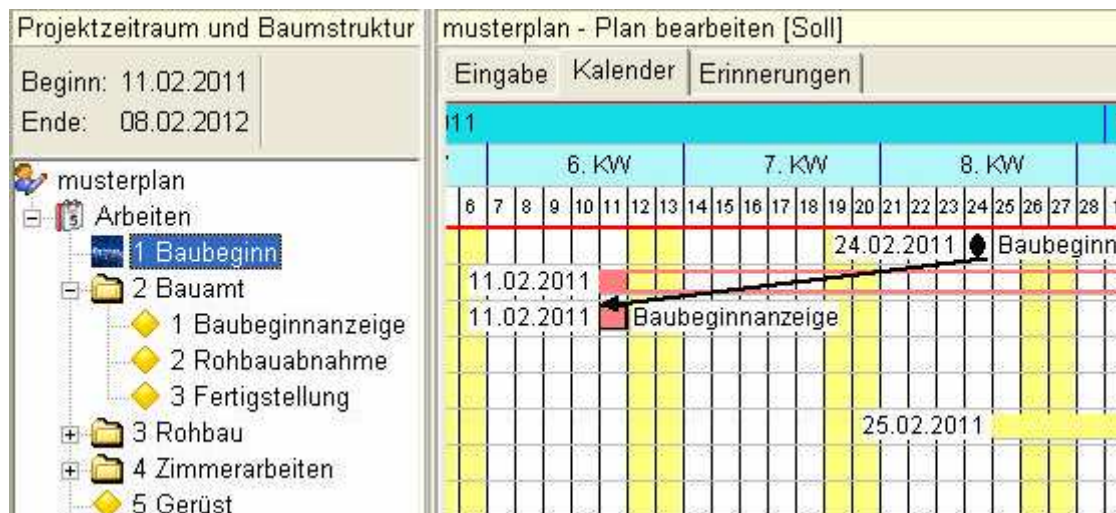 Projektzeitraum und Baumstruktur
Beginn: 11.02.2011
Ende: 08.02.2012
musterplan
Arbeiten
1 Baubeginn
2 Bauamt
1 Baubeginnanzeige
2 Rohbauabnahme
3 Fertigstellung
3 Rohbau
4 Zimmerarbeiten
5 Gerüst
musterplan - Plan bearbeiten [Soll]
Eingabe Kalender Erinnerungen
011
6. KW 7. KW 8. KW
6 7 8 9 10 11 12 13 14 15 16 17 18 19 20 21 22 23 24 25 26 27 28
24.02.2011 Baubeginn
11.02.2011
11.02.2011 Baubeginnanzeige
25.02.2011